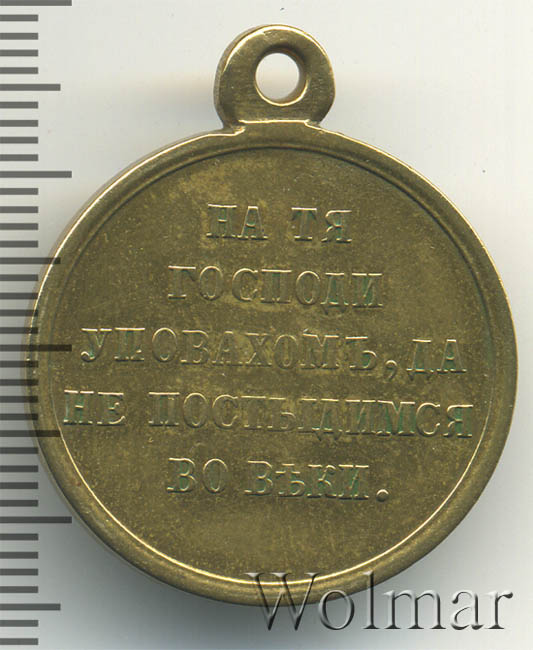 НА ТЯ
ГОСПОДИ
УПОВАХОМЪ, ДА
НЕ ПОСТЫДИМСЯ
ВО ВѢКИ.
Wolmar